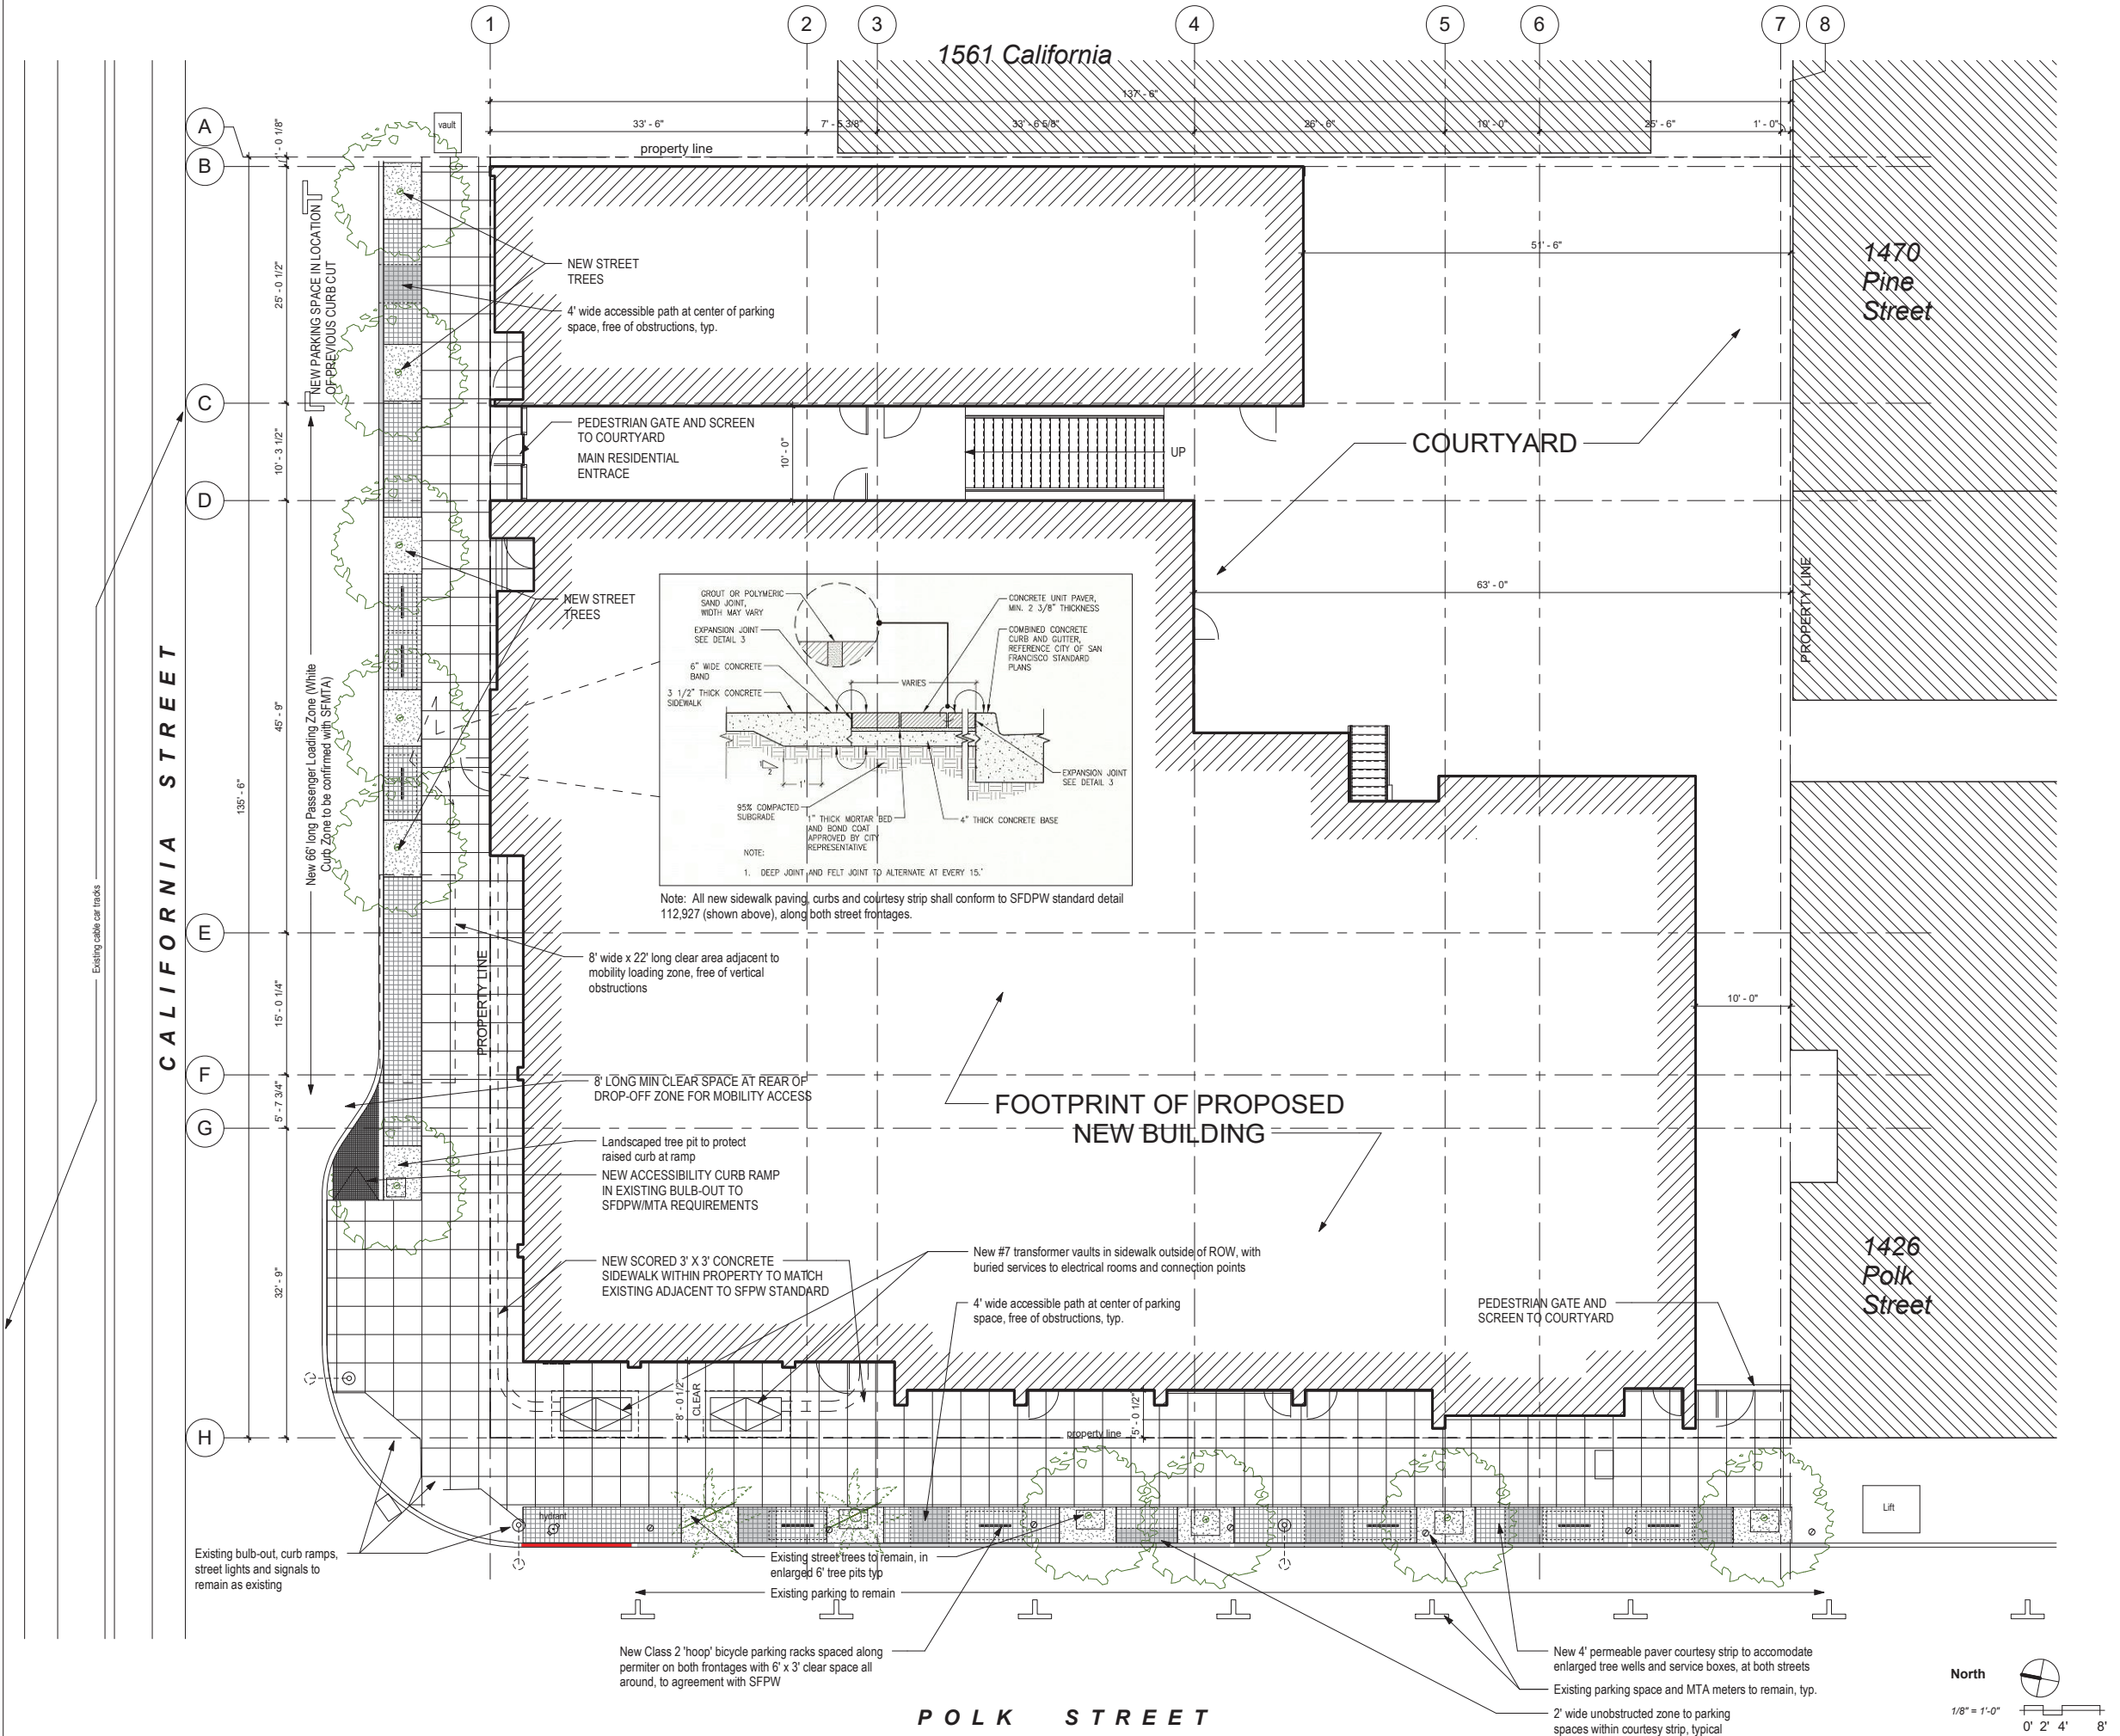 1
2
3
4
5
6
7
8
1561 California
137' - 6"
33' - 6"
7' - 5 3/8"
33' - 6 5/8"
26' - 6"
10' - 0"
25' - 6"
1' - 0"
A
B
C
D
E
F
G
H
1' - 0 1/8"
25' - 0 1/2"
10' - 3 1/2"
45' - 9"
15' - 0 1/4"
5' - 7 3/4"
32' - 9"
135' - 6"
vault
property line
NEW PARKING SPACE IN LOCATION
OF PREVIOUS CURB CUT
NEW STREET
TREES
4' wide accessible path at center of parking
space, free of obstructions, typ.
51' - 6"
1470
Pine
Street
PEDESTRIAN GATE AND SCREEN
TO COURTYARD
MAIN RESIDENTIAL
ENTRACE
10' - 0"
UP
COURTYARD
NEW STREET
TREES
63' - 0"
PROPERTY LINE
GROUT OR POLYMERIC
SAND JOINT,
WIDTH MAY VARY
EXPANSION JOINT
SEE DETAIL 3
6" WIDE CONCRETE
BAND
3 1/2" THICK CONCRETE
SIDEWALK
CONCRETE UNIT PAVER,
MIN. 2 3/8" THICKNESS
COMBINED CONCRETE
CURB AND GUTTER,
REFERENCE CITY OF SAN
FRANCISCO STANDARD
PLANS
VARIES
1
2
1'
EXPANSION JOINT
SEE DETAIL 3
95% COMPACTED
SUBGRADE
1" THICK MORTAR BED
AND BOND COAT
APPROVED BY CITY
REPRESENTATIVE
4" THICK CONCRETE BASE
NOTE:
1. DEEP JOINT AND FELT JOINT TO ALTERNATE AT EVERY 15.'
Note: All new sidewalk paving, curbs and courtesy strip shall conform to SFDPW standard detail
112,927 (shown above), along both street frontages.
CALIFORNIA STREET
Existing cable car tracks
New 66' long Passenger Loading Zone (White
Curb Zone to be confirmed with SFMTA)
PROPERTY LINE
8' wide x 22' long clear area adjacent to
mobility loading zone, free of vertical
obstructions
10' - 0"
8' LONG MIN CLEAR SPACE AT REAR OF
DROP-OFF ZONE FOR MOBILITY ACCESS
FOOTPRINT OF PROPOSED
NEW BUILDING
Landscaped tree pit to protect
raised curb at ramp
NEW ACCESSIBILITY CURB RAMP
IN EXISTING BULB-OUT TO
SFDPW/MTA REQUIREMENTS
NEW SCORED 3' X 3' CONCRETE
SIDEWALK WITHIN PROPERTY TO MATCH
EXISTING ADJACENT TO SFPW STANDARD
New #7 transformer vaults in sidewalk outside of ROW, with
buried services to electrical rooms and connection points
4' wide accessible path at center of parking
space, free of obstructions, typ.
PEDESTRIAN GATE AND
SCREEN TO COURTYARD
1426
Polk
Street
8' - 0 1/2"
CLEAR
5' - 0 1/2"
property line
hydrant
Lift
Existing bulb-out, curb ramps,
street lights and signals to
remain as existing
Existing street trees to remain, in
enlarged 6' tree pits typ
Existing parking to remain
New Class 2 'hoop' bicycle parking racks spaced along
permiter on both frontages with 6' x 3' clear space all
around, to agreement with SFPW
New 4' permeable paver courtesy strip to accomodate
enlarged tree wells and service boxes, at both streets
Existing parking space and MTA meters to remain, typ.
2' wide unobstructed zone to parking
spaces within courtesy strip, typical
POLK STREET
North
1/8" = 1'-0"
0' 2' 4' 8'